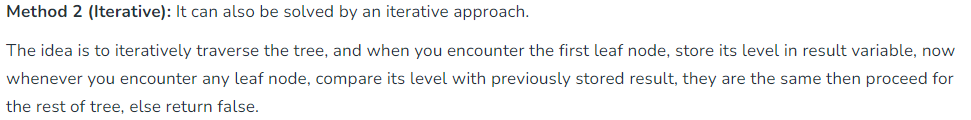 Method 2 (Iterative): It can also be solved by an iterative approach.
The idea is to iteratively traverse the tree, and when you encounter the first leaf node, store its level in result variable, now
whenever you encounter any leaf node, compare its level with previously stored result, they are the same then proceed for
the rest of tree, else return false.